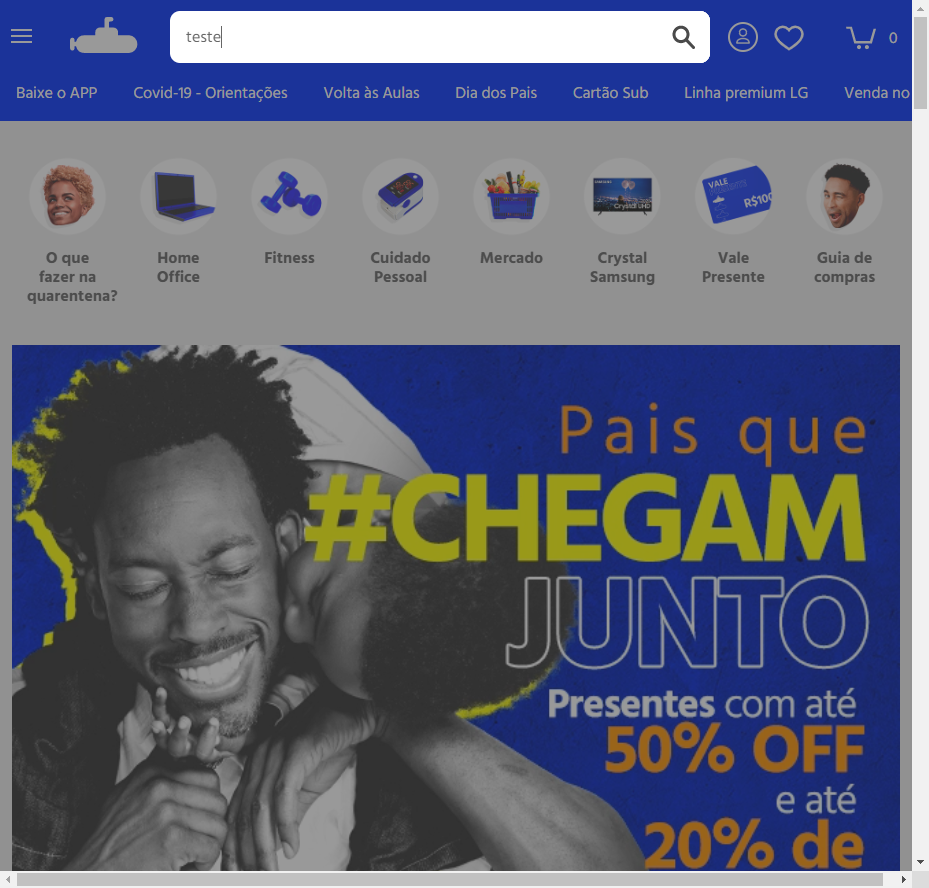 teste
0
Baixe o APP Covid-19 - Orientações Volta às Aulas Dia dos Pais Cartão Sub Linha premium LG Venda no
O que
fazer na
quarentena?
Home
Office
Fitness
Cuidado
Pessoal
Mercado
Crystal
Samsung
VALE
R$100
Vale
Presente
Guia de
compras
Pais que
#CHEGAM
JUNTO
Presentes com até
50% OFF
e até
20% de